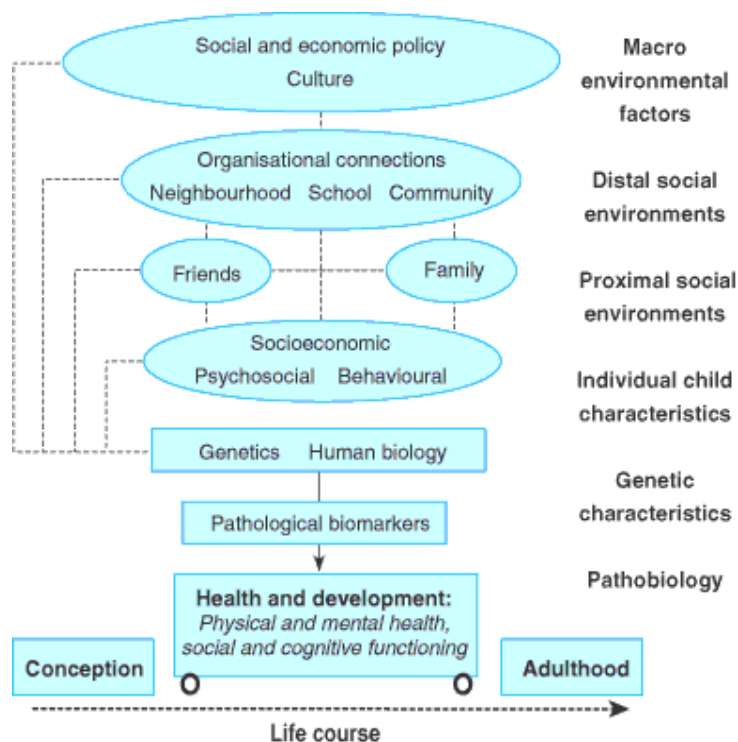 Social and economic policy
Culture
Macro
environmental
factors
Organisational connections
Neighbourhood School Community
Distal social
environments
Friends
Family
Proximal social
environments
Socioeconomic
Psychosocial Behavioural
Individual child
characteristics
Genetics Human biology
Genetic
characteristics
Pathological biomarkers
Pathobiology
Health and development:
Physical and mental health,
social and cognitive functioning
Conception
Adulthood
Life course